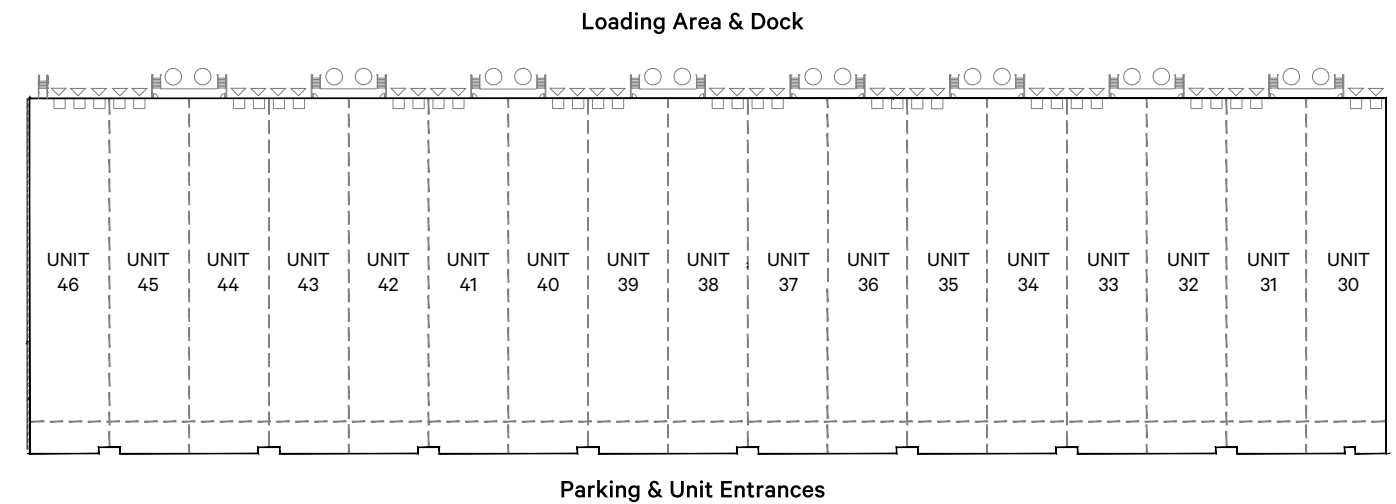 Loading Area & Dock
UNIT UNIT UNIT UNIT UNIT UNIT UNIT UNIT UNIT UNIT UNIT UNIT UNIT UNIT UNIT UNIT UNIT
46 45 44 43 42 41 40 39 38 37 36 35 34 33 32 31 30
Parking & Unit Entrances